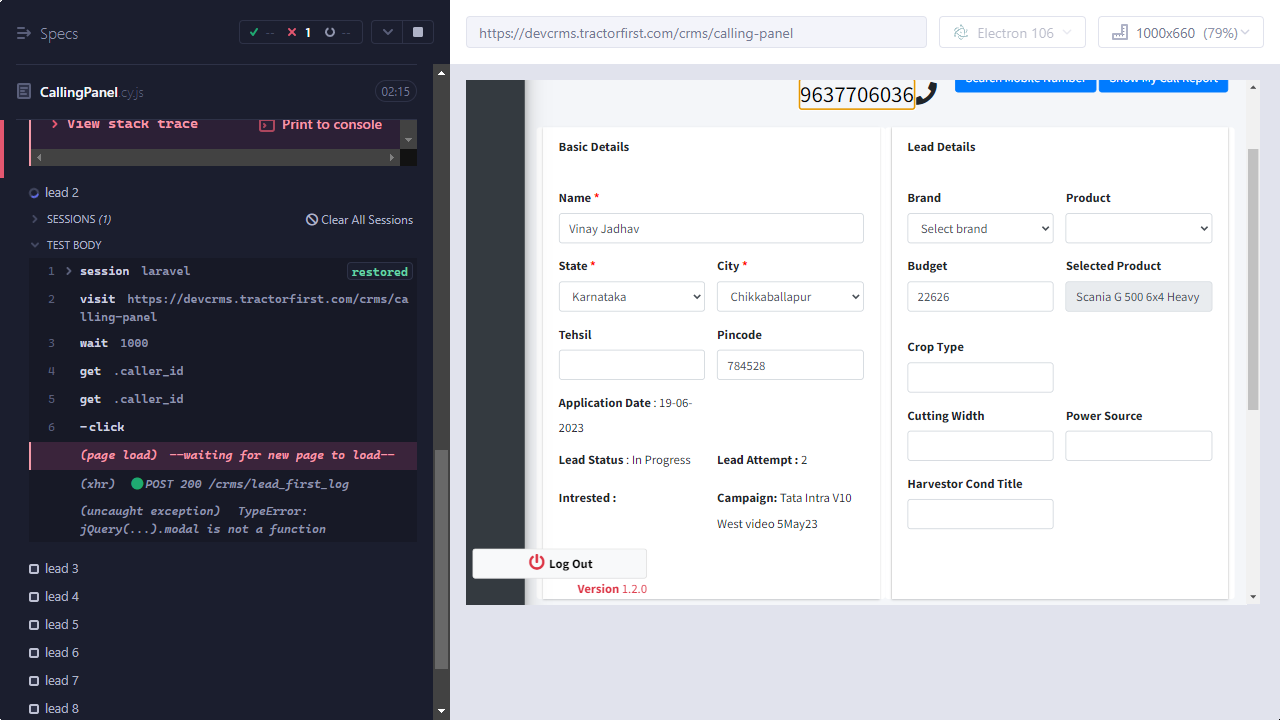 Specs
-- 1 --
CallingPanel.cy.js 02:15
View stack trace Print to console
lead 2
SESSIONS (1) Clear All Sessions
TEST BODY
1 session laravel restored
2 visit https://devcrms.tractorfirst.com/crms/ca
lling-panel
3 wait 1000
4 get .caller_id
5 get .caller_id
6 -click
(page load) --waiting for new page to load--
(xhr) POST 200 /crms/lead_first_log
(uncaught exception) TypeError:
jQuery(...).modal is not a function
lead 3
lead 4
lead 5
lead 6
lead 7
lead 8
https://devcrms.tractorfirst.com/crms/calling-panel
Electron 106
1000x660 (79%)
9637706036
Search Mobile Number
Show My Call Report
Basic Details
Name *
Vinay Jadhav
State * City *
Karnataka Chikkaballapur
Tehsil Pincode
784528
Application Date : 19-06-
2023
Lead Status : In Progress Lead Attempt : 2
Intrested : Campaign: Tata Intra V10
West video 5May23
Log Out
Version 1.2.0
Lead Details
Brand Product
Select brand
Budget Selected Product
22626 Scania G 500 6x4 Heavy
Crop Type
Cutting Width Power Source
Harvestor Cond Title